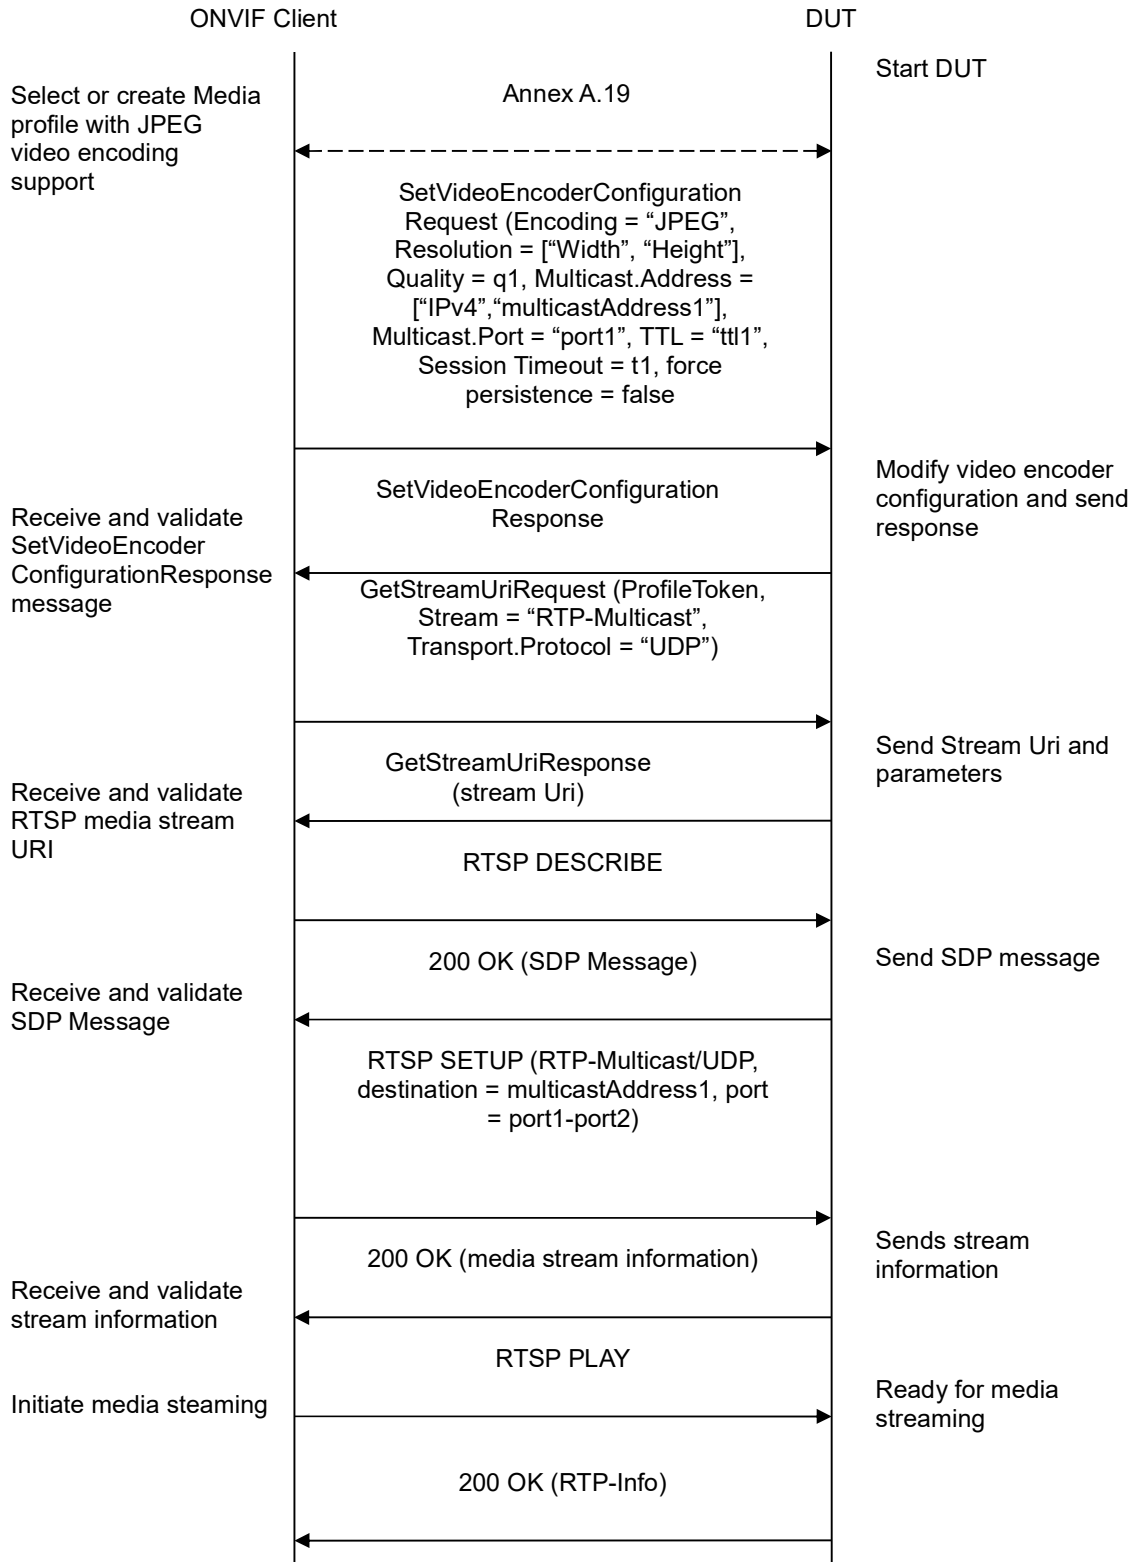 ONVIF Client
DUT
Start DUT
Select or create Media
profile with JPEG
video encoding
support
Annex A.19
SetVideoEncoderConfiguration
Request (Encoding = “JPEG”,
Resolution = [“Width”, “Height”],
Quality = q1, Multicast.Address =
[“IPv4”,“multicastAddress1”],
Multicast.Port = “port1”, TTL = “ttl1”,
Session Timeout = t1, force
persistence = false
Modify video encoder
configuration and send
response
SetVideoEncoderConfiguration
Response
Receive and validate
SetVideoEncoder
ConfigurationResponse
message
GetStreamUriRequest (ProfileToken,
Stream = “RTP-Multicast”,
Transport.Protocol = “UDP”)
Send Stream Uri and
parameters
GetStreamUriResponse
(stream Uri)
Receive and validate
RTSP media stream
URI
RTSP DESCRIBE
Send SDP message
200 OK (SDP Message)
Receive and validate
SDP Message
RTSP SETUP (RTP-Multicast/UDP,
destination = multicastAddress1, port
= port1-port2)
Sends stream
information
200 OK (media stream information)
Receive and validate
stream information
RTSP PLAY
Initiate media steaming
Ready for media
streaming
200 OK (RTP-Info)